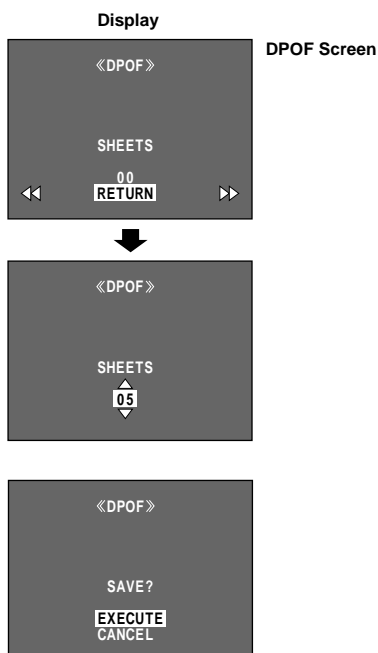 Display
DPOF Screen
《DPOF》
SHEETS
00
RETURN
《DPOF》
SHEETS
05
《DPOF》
SAVE?
EXECUTE
CANCEL